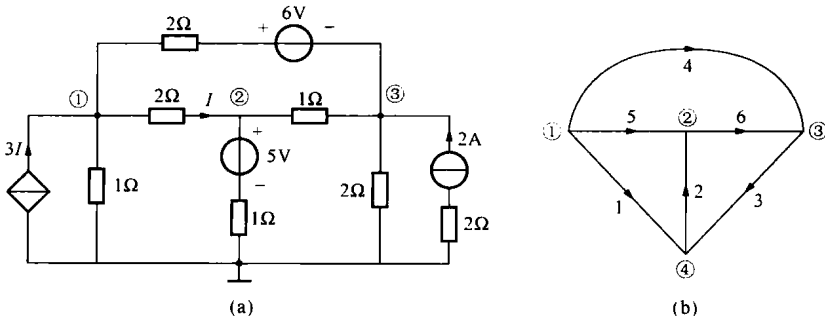 6V
2Ω + −
4
① 2Ω I ② 1Ω ③
① 5 ② 6 ③
3I + 2A
5V
1Ω − 2Ω
1Ω 2Ω
1 2 3
④
(a) (b)